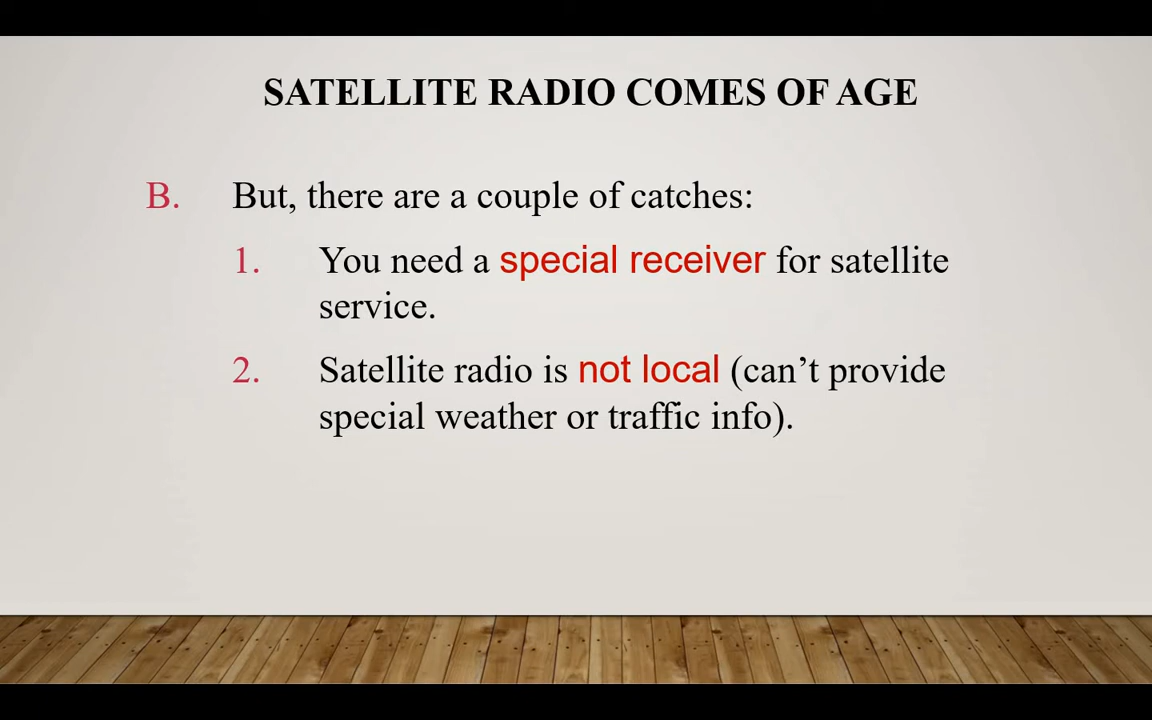 SATELLITE RADIO COMES OF AGE
B. But, there are a couple of catches:
1. You need a special receiver for satellite
service.
2. Satellite radio is not local (can’t provide
special weather or traffic info).